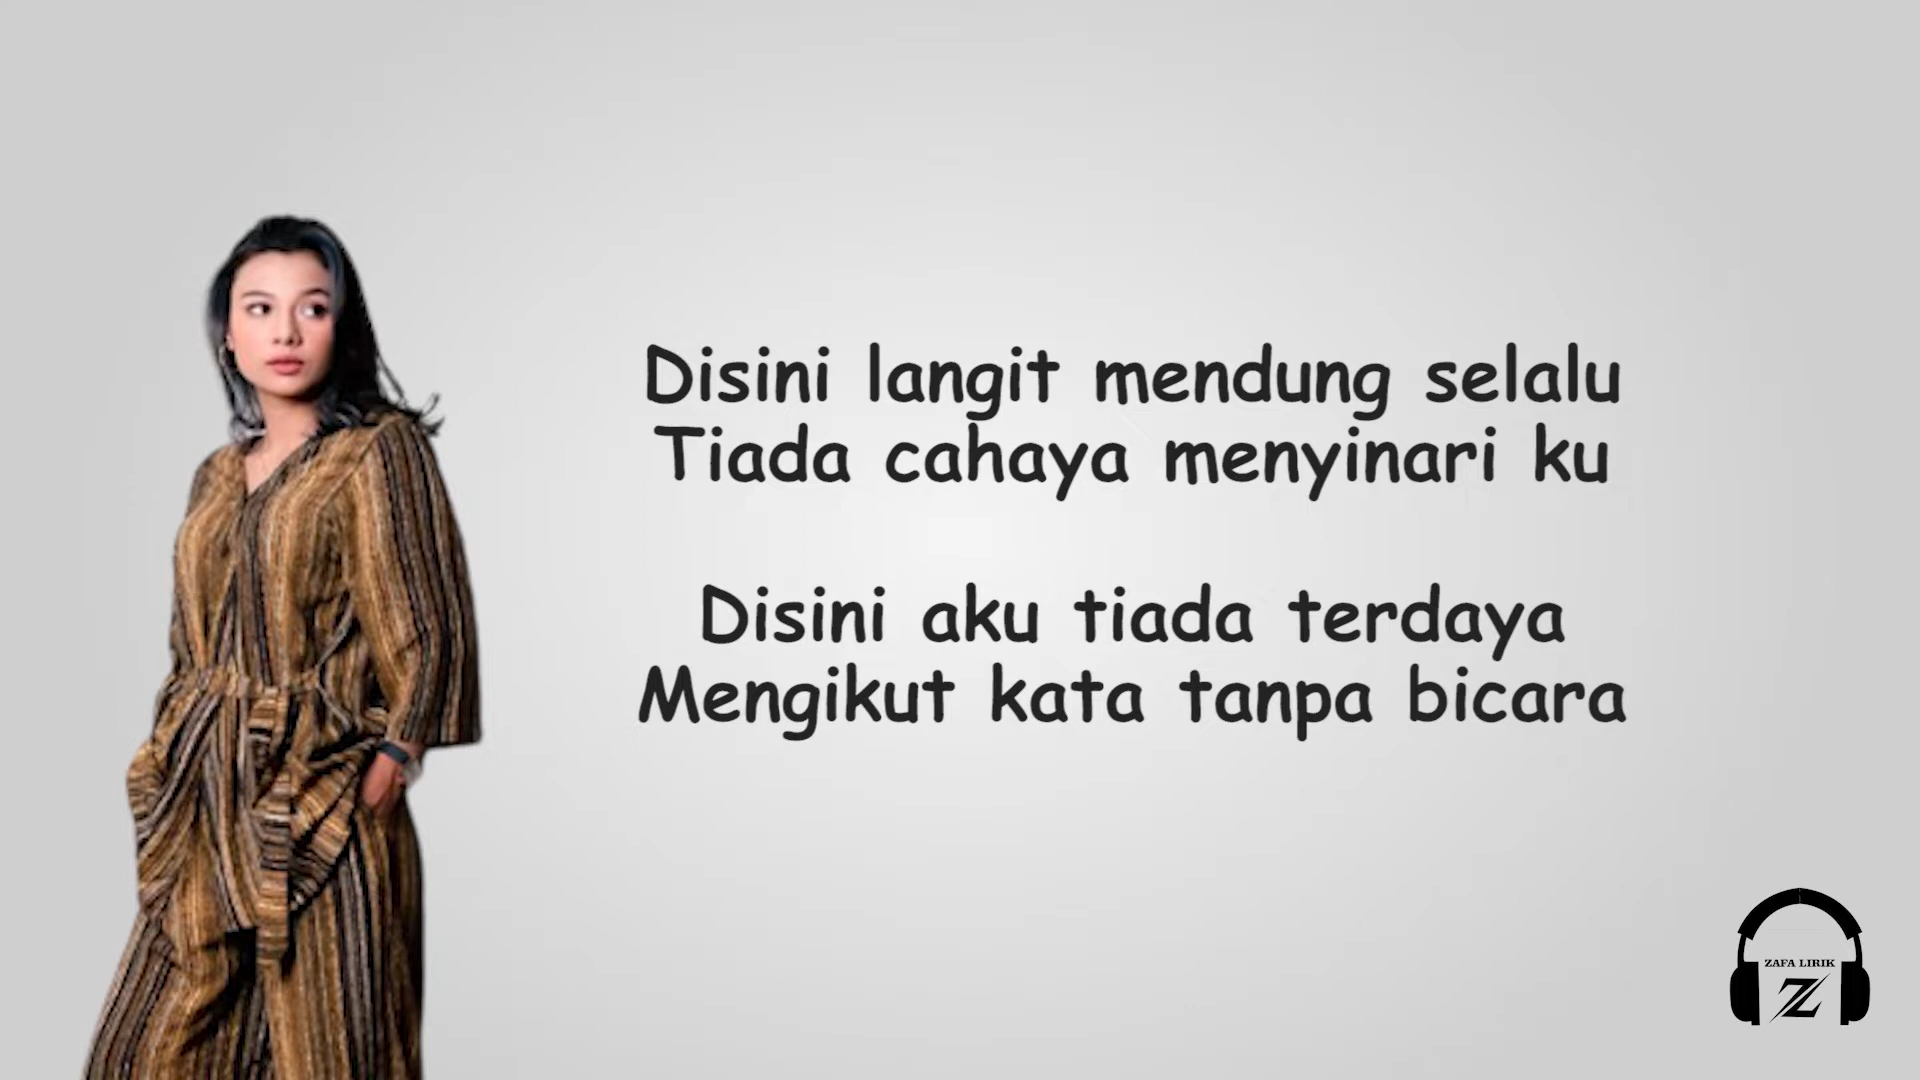 Disini langit mendung selalu
Tiada cahaya menyinari ku
Disini aku tiada terdaya
Mengikut kata tanpa bicara
ZAFA LIRIK
Z